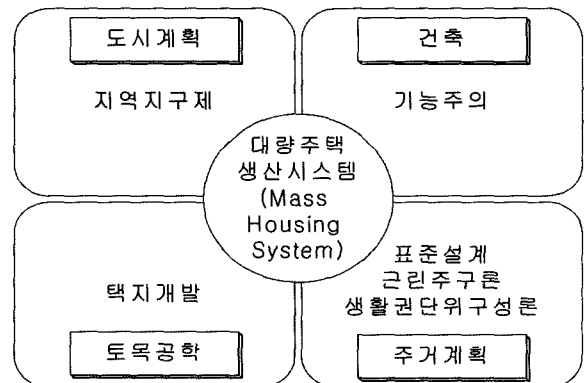 도시계획
지역지구제
건축
기능주의
대량주택
생산시스템
(Mass
Housing
System)
택지개발
토목공학
표준설계
근린주구론
생활권단위구성론
주거계획